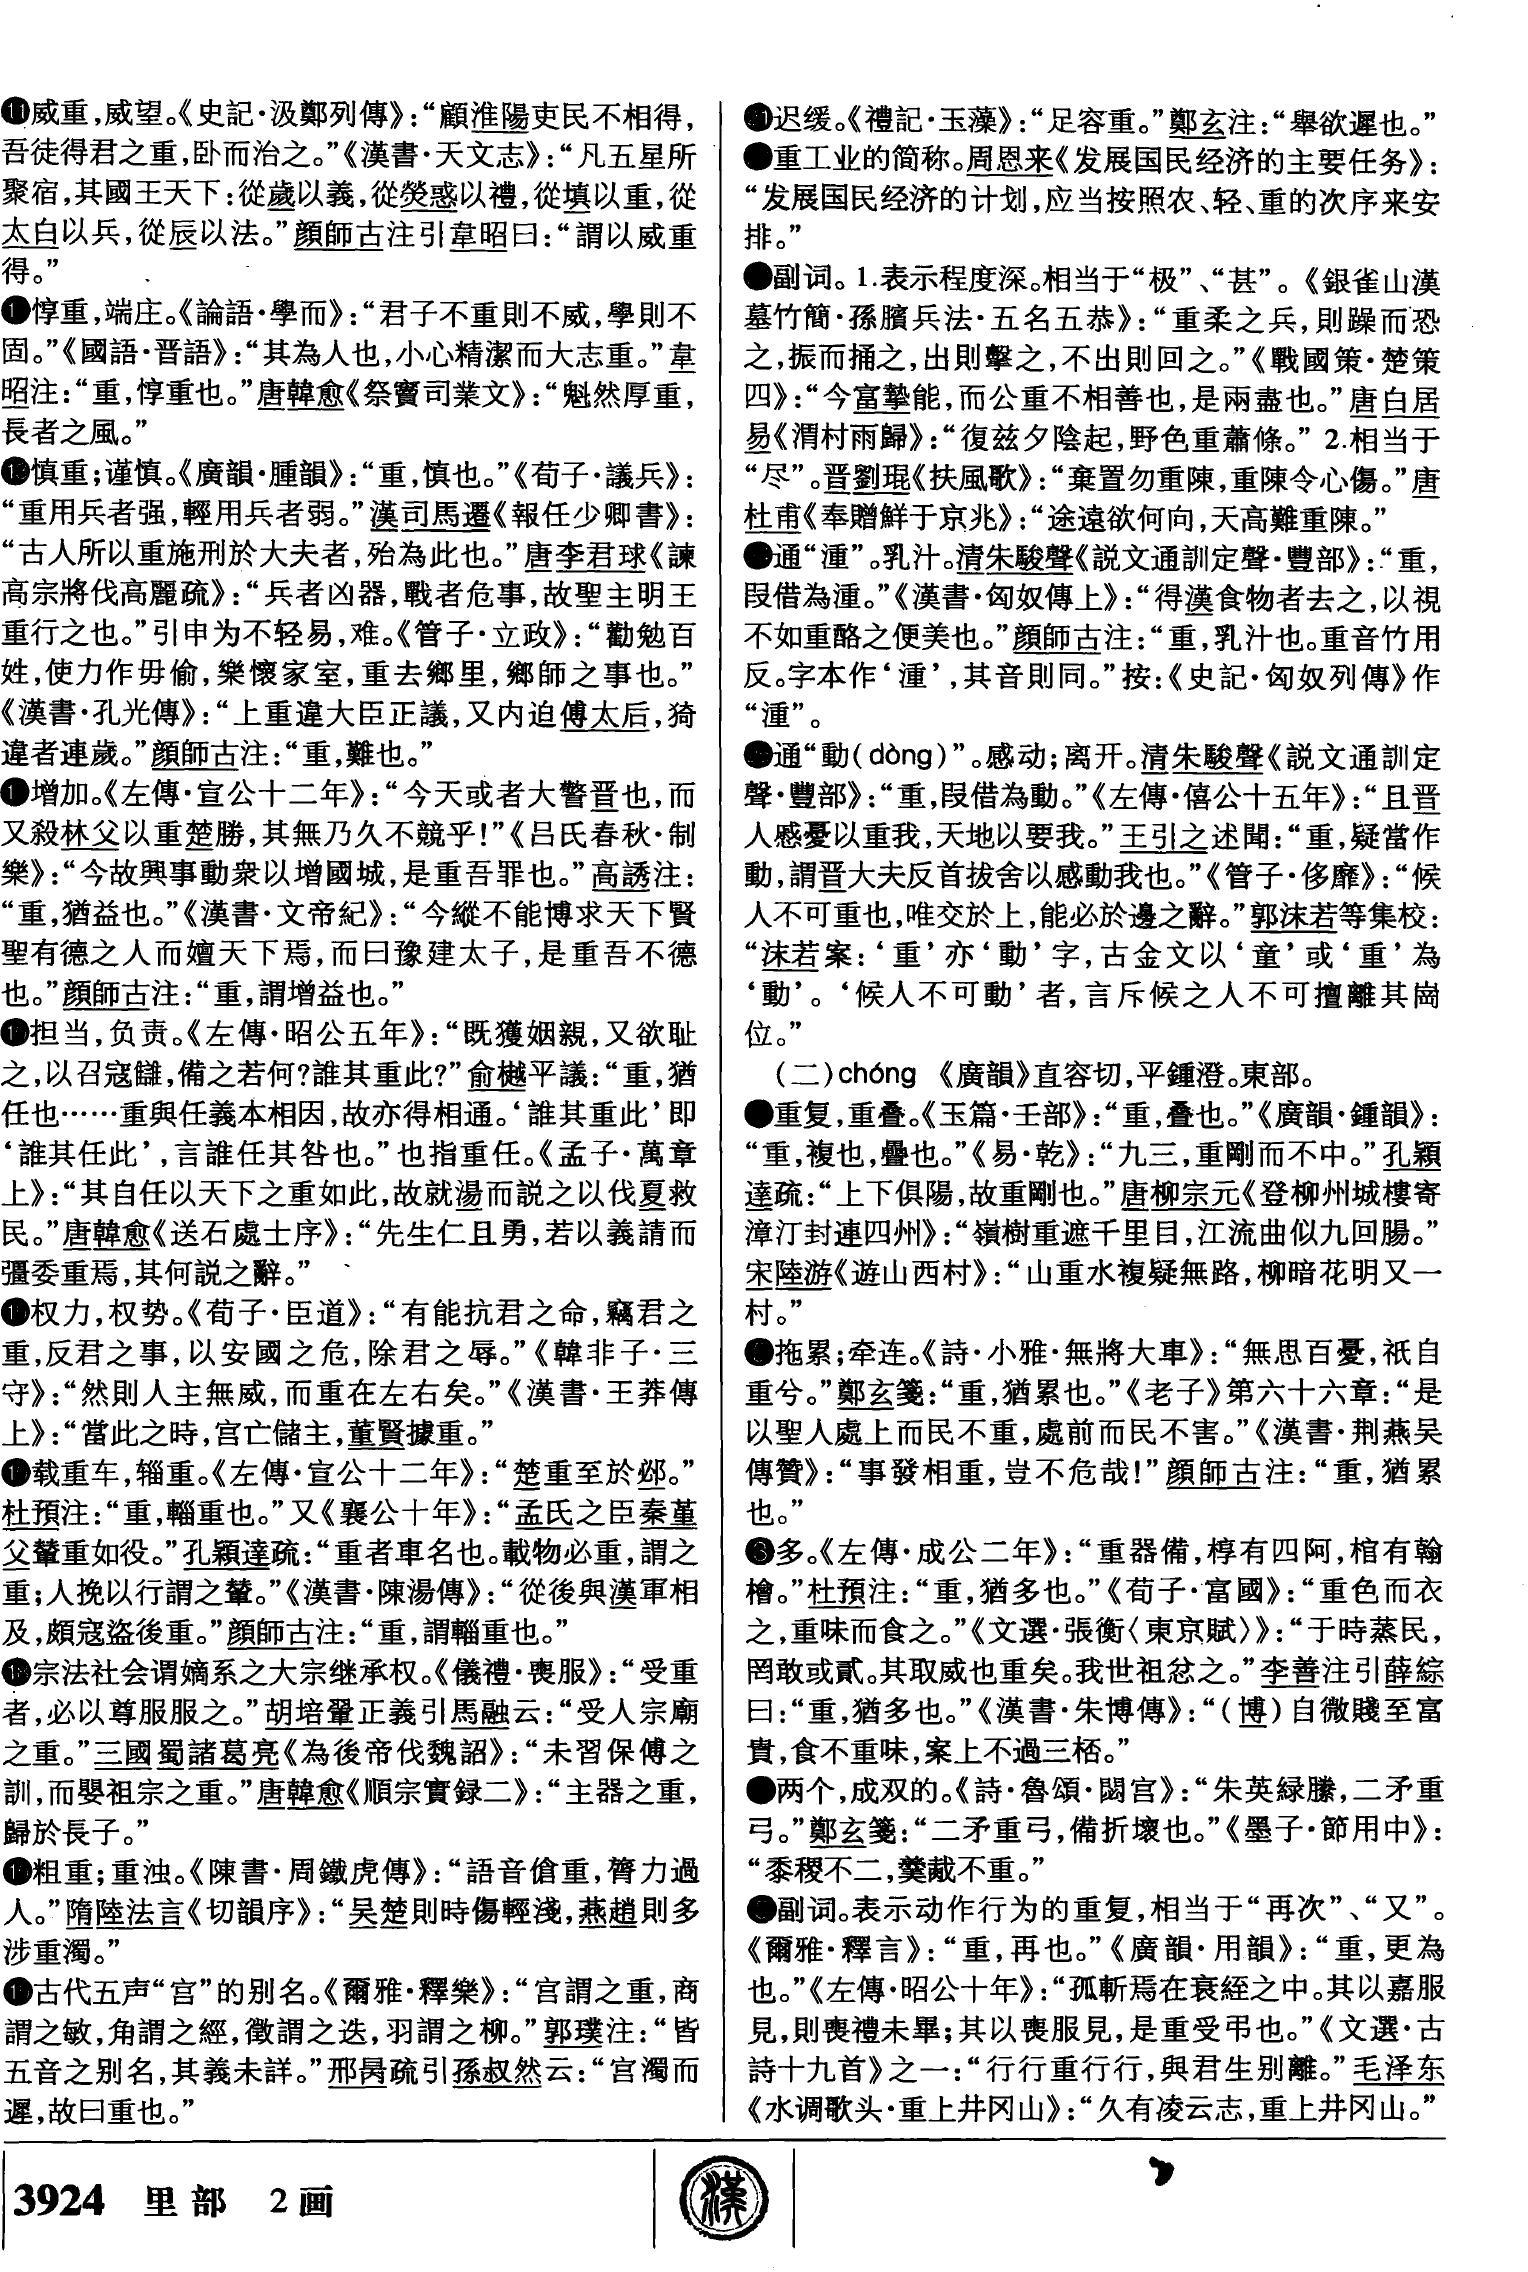 ⓫威重，威望。《史記·汲鄭列傳》：“顧淮陽吏民不相得，
吾徒得君之重，卧而治之。”《漢書·天文志》：“凡五星所
聚宿，其國王天下：從歲以義，從熒惑以禮，從填以重，從
太白以兵，從辰以法。”顔師古注引韋昭曰：“謂以威重
得。”
惇重，端庄。《論語·學而》：“君子不重則不威，學則不
固。”《國語·晋語》：“其為人也，小心精潔而大志重。”韋
昭注：“重，惇重也。”唐韓愈《祭竇司業文》：“魁然厚重，
長者之風。”
慎重；谨慎。《廣韻·腫韻》：“重，慎也。”《荀子·議兵》：
“重用兵者强，輕用兵者弱。”漢司馬遷《報任少卿書》：
“古人所以重施刑於大夫者，殆為此也。”唐李君球《諫
高宗將伐高麗疏》：“兵者凶器，戰者危事，故聖主明王
重行之也。”引申为不轻易，难。《管子·立政》：“勸勉百
姓，使力作毋偷，樂懷家室，重去鄉里，鄉師之事也。”
《漢書·孔光傳》：“上重違大臣正議，又内迫傅太后，猗
違者連歲。”顔師古注：“重，難也。”
增加。《左傳·宣公十二年》：“今天或者大警晋也，而
又殺林父以重楚勝，其無乃久不競乎！”《吕氏春秋·制
樂》：“今故興事動衆以增國城，是重吾罪也。”高誘注：
“重，猶益也。”《漢書·文帝紀》：“今縱不能博求天下賢
聖有德之人而嬗天下焉，而曰豫建太子，是重吾不德
也。”顔師古注：“重，謂增益也。”
担当，负责。《左傳·昭公五年》：“既獲姻親，又欲耻
之，以召寇讎，備之若何？誰其重此？”俞樾平議：“重，猶
任也……重與任義本相因，故亦得相通。‘誰其重此’即
‘誰其任此’，言誰任其咎也。”也指重任。《孟子·萬章
上》：“其自任以天下之重如此，故就湯而説之以伐夏救
民。”唐韓愈《送石處士序》：“先生仁且勇，若以義請而
彊委重焉，其何説之辭。”
权力，权势。《荀子·臣道》：“有能抗君之命，竊君之
重，反君之事，以安國之危，除君之辱。”《韓非子·三
守》：“然則人主無威，而重在左右矣。”《漢書·王莽傳
上》：“當此之時，宫亡儲主，董賢據重。”
载重车，辎重。《左傳·宣公十二年》：“楚重至於邲。”
杜預注：“重，輜重也。”又《襄公十年》：“孟氏之臣秦堇
父輦重如役。”孔穎達疏：“重者車名也。載物必重，謂之
重；人挽以行謂之輦。”《漢書·陳湯傳》：“從後與漢軍相
及，頗寇盜後重。”顔師古注：“重，謂輜重也。”
宗法社会谓嫡系之大宗继承权。《儀禮·喪服》：“受重
者，必以尊服服之。”胡培翬正義引馬融云：“受人宗廟
之重。”三國蜀諸葛亮《為後帝伐魏詔》：“未習保傅之
訓，而嬰祖宗之重。”唐韓愈《順宗實録二》：“主器之重，
歸於長子。”
粗重；重浊。《陳書·周鐵虎傳》：“語音傖重，膂力過
人。”隋陸法言《切韻序》：“吴楚則時傷輕淺，燕趙則多
涉重濁。”
古代五声“宫”的别名。《爾雅·釋樂》：“宫謂之重，商
謂之敏，角謂之經，徵謂之迭，羽謂之柳。”郭璞注：“皆
五音之别名，其義未詳。”邢昺疏引孫叔然云：“宫濁而
遲，故曰重也。”
迟缓。《禮記·玉藻》：“足容重。”鄭玄注：“舉欲遲也。”
重工业的简称。周恩来《发展国民经济的主要任务》：
“发展国民经济的计划，应当按照农、轻、重的次序来安
排。”
副词。1.表示程度深。相当于“极”、“甚”。《銀雀山漢
墓竹簡·孫臏兵法·五名五恭》：“重柔之兵，則躁而恐
之，振而捅之，出則擊之，不出則回之。”《戰國策·楚策
四》：“今富摯能，而公重不相善也，是兩盡也。”唐白居
易《渭村雨歸》：“復兹夕陰起，野色重蕭條。” 2.相当于
“尽”。晋劉琨《扶風歌》：“棄置勿重陳，重陳令心傷。”唐
杜甫《奉贈鮮于京兆》：“途遠欲何向，天高難重陳。”
通“湩”。乳汁。清朱駿聲《説文通訓定聲·豐部》：“重，
叚借為湩。”《漢書·匈奴傳上》：“得漢食物者去之，以視
不如重酪之便美也。”顔師古注：“重，乳汁也。重音竹用
反。字本作‘湩’，其音則同。”按：《史記·匈奴列傳》作
“湩”。
通“動（dòng）”。感动；离开。清朱駿聲《説文通訓定
聲·豐部》：“重，叚借為動。”《左傳·僖公十五年》：“且晋
人慼憂以重我，天地以要我。”王引之述聞：“重，疑當作
動，謂晋大夫反首拔舍以感動我也。”《管子·侈靡》：“候
人不可重也，唯交於上，能必於邊之辭。”郭沫若等集校：
“沫若案：‘重’亦‘動’字，古金文以‘童’或‘重’為
‘動’。‘候人不可動’者，言斥候之人不可擅離其崗
位。”
（二）chóng 《廣韻》直容切，平鍾澄。東部。
重复，重叠。《玉篇·壬部》：“重，叠也。”《廣韻·鍾韻》：
“重，複也，疊也。”《易·乾》：“九三，重剛而不中。”孔穎
達疏：“上下俱陽，故重剛也。”唐柳宗元《登柳州城樓寄
漳汀封連四州》：“嶺樹重遮千里目，江流曲似九回腸。”
宋陸游《遊山西村》：“山重水複疑無路，柳暗花明又一
村。”
拖累；牵连。《詩·小雅·無將大車》：“無思百憂，祇自
重兮。”鄭玄箋：“重，猶累也。”《老子》第六十六章：“是
以聖人處上而民不重，處前而民不害。”《漢書·荆燕吴
傳贊》：“事發相重，豈不危哉！”顔師古注：“重，猶累
也。”
❸多。《左傳·成公二年》：“重器備，椁有四阿，棺有翰
檜。”杜預注：“重，猶多也。”《荀子·富國》：“重色而衣
之，重味而食之。”《文選·張衡〈東京賦〉》：“于時蒸民，
罔敢或貳。其取威也重矣。我世祖忿之。”李善注引薛綜
曰：“重，猶多也。”《漢書·朱博傳》：“（博）自微賤至富
貴，食不重味，案上不過三桮。”
两个，成双的。《詩·魯頌·閟宫》：“朱英緑縢，二矛重
弓。”鄭玄箋：“二矛重弓，備折壞也。”《墨子·節用中》：
“黍稷不二，羹胾不重。”
副词。表示动作行为的重复，相当于“再次”、“又”。
《爾雅·釋言》：“重，再也。”《廣韻·用韻》：“重，更為
也。”《左傳·昭公十年》：“孤斬焉在衰絰之中。其以嘉服
見，則喪禮未畢；其以喪服見，是重受弔也。”《文選·古
詩十九首》之一：“行行重行行，與君生别離。”毛泽东
《水调歌头·重上井冈山》：“久有凌云志，重上井冈山。”
3924 里部 2画
漢